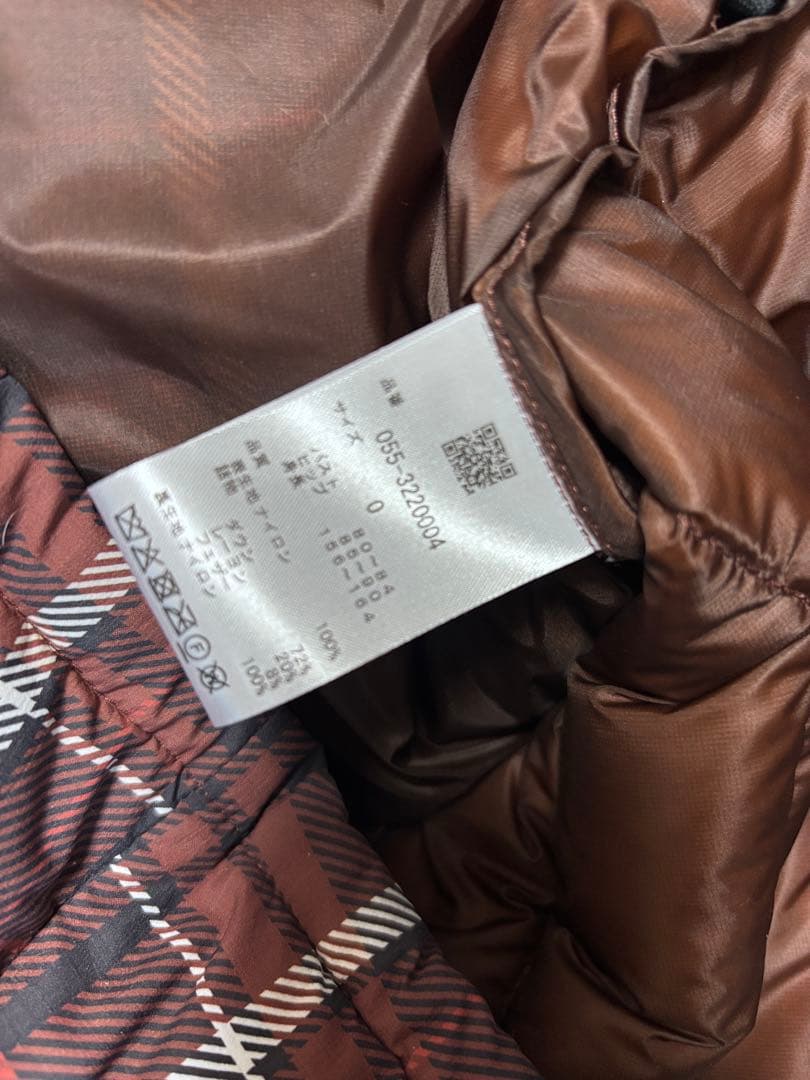 品番 055-3220004
サイズ 0
バスト 80〜84
ヒップ 88〜90
身長 156〜164
品質
表生地 ナイロン 100%
詰物 ダウン 72%
レーヨン 20%
フェザー 8%
裏生地 ナイロン 100%
F